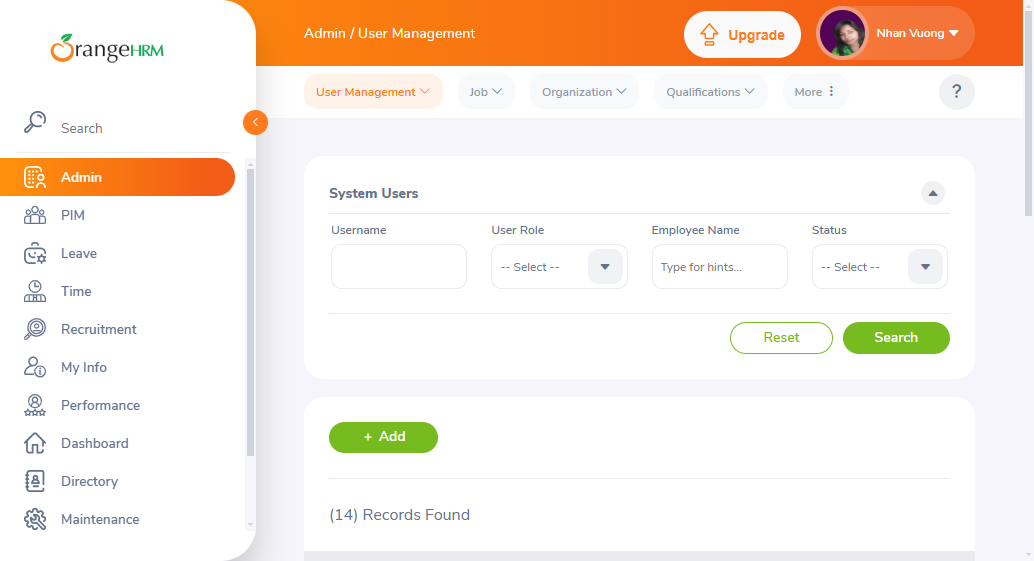 OrangeHRM
Admin / User Management
Upgrade
Nhan Vuong
User Management
Job
Organization
Qualifications
More
?
Search
Admin
PIM
Leave
Time
Recruitment
My Info
Performance
Dashboard
Directory
Maintenance
System Users
Username
User Role
Employee Name
Status
-- Select --
Type for hints...
-- Select --
Reset
Search
+ Add
(14) Records Found